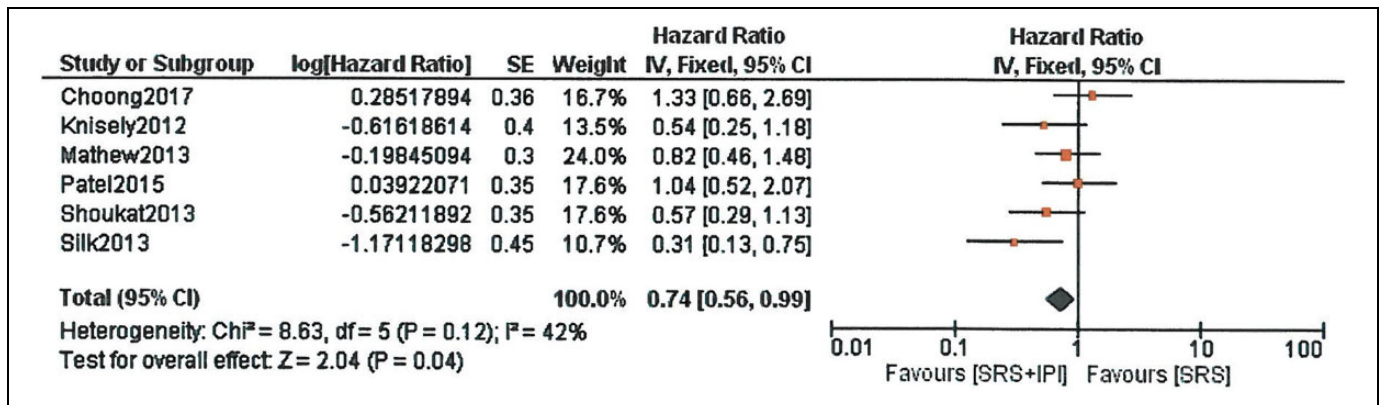 Hazard Ratio Hazard Ratio
Study or Subgroup log[Hazard Ratio] SE Weight IV, Fixed, 95% CI IV, Fixed, 95% CI
Choong2017 0.28517894 0.36 16.7% 1.33 [0.66, 2.69]
Knisely2012 -0.61618614 0.4 13.5% 0.54 [0.25, 1.18]
Mathew2013 -0.19845094 0.3 24.0% 0.82 [0.46, 1.48]
Patel2015 0.03922071 0.35 17.6% 1.04 [0.52, 2.07]
Shoukat2013 -0.56211892 0.35 17.6% 0.57 [0.29, 1.13]
Silk2013 -1.17118298 0.45 10.7% 0.31 [0.13, 0.75]
Total (95% CI) 100.0% 0.74 [0.56, 0.99]
Heterogeneity: Chi² = 8.63, df = 5 (P = 0.12); I² = 42%
Test for overall effect: Z = 2.04 (P = 0.04)
0.01 0.1 1 10 100
Favours [SRS+IPI] Favours [SRS]